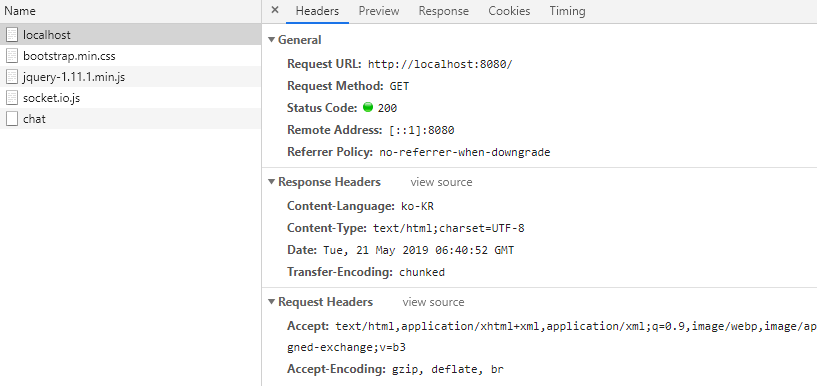 Name
localhost
bootstrap.min.css
jquery-1.11.1.min.js
socket.io.js
chat
× Headers Preview Response Cookies Timing
▼ General
Request URL: http://localhost:8080/
Request Method: GET
Status Code: 200
Remote Address: [::1]:8080
Referrer Policy: no-referrer-when-downgrade
▼ Response Headers view source
Content-Language: ko-KR
Content-Type: text/html;charset=UTF-8
Date: Tue, 21 May 2019 06:40:52 GMT
Transfer-Encoding: chunked
▼ Request Headers view source
Accept: text/html,application/xhtml+xml,application/xml;q=0.9,image/webp,image/ap
gned-exchange;v=b3
Accept-Encoding: gzip, deflate, br